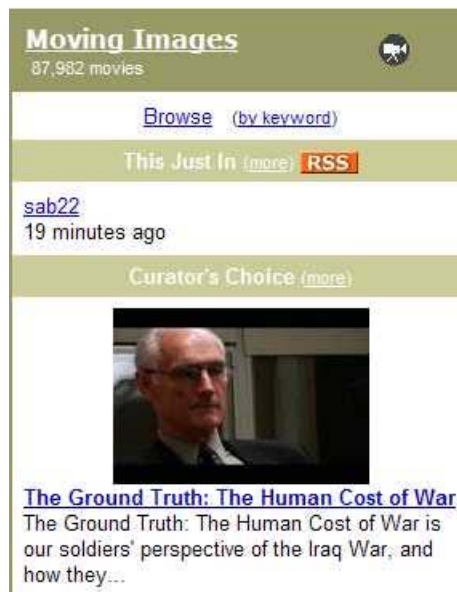 Moving Images
87,982 movies
Browse (by keyword)
This Just In (more) RSS
sab22
19 minutes ago
Curator's Choice (more)
The Ground Truth: The Human Cost of War
The Ground Truth: The Human Cost of War is
our soldiers' perspective of the Iraq War, and
how they...